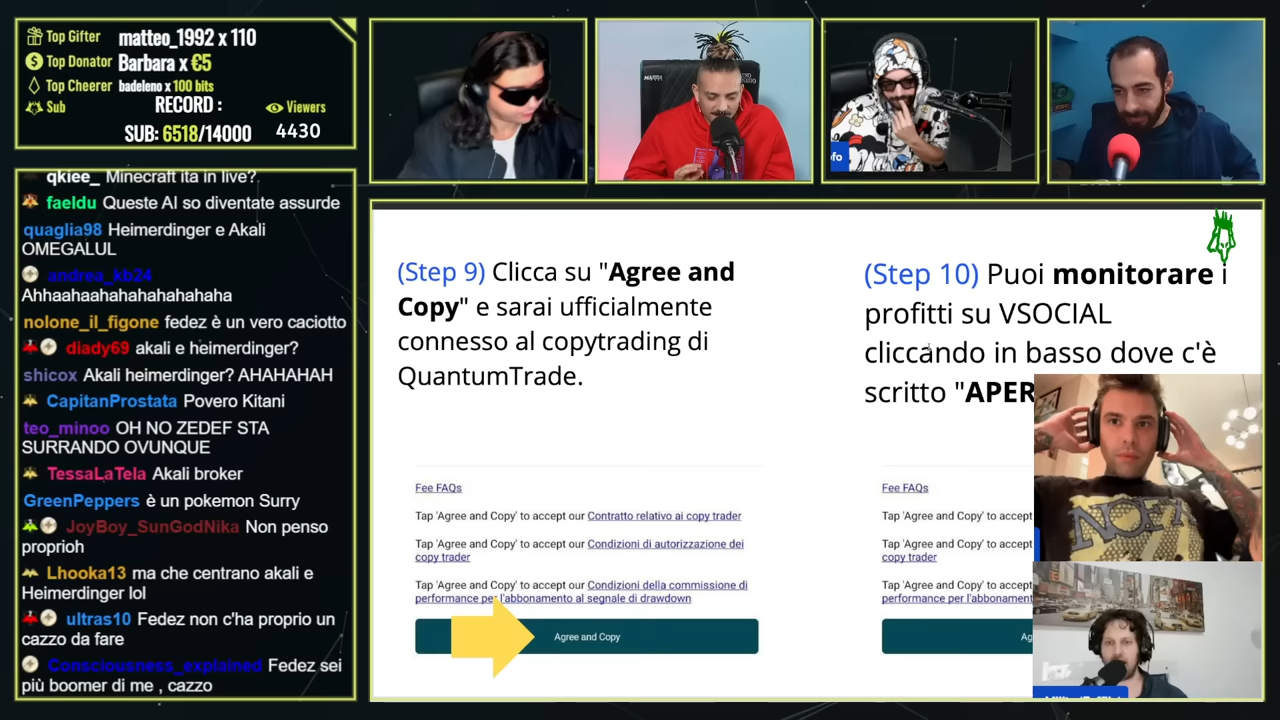 Top Gifter matteo_1992 x 110
Top Donator Barbara x €5
Top Cheerer badeleno x 100 bits
Sub RECORD : Viewers
SUB: 6518/14000 4430
qkiee_ Minecraft ita in live?
faeldu Queste AI so diventate assurde
quaglia98 Heimerdinger e Akali
OMEGALUL
andrea_kb24
Ahhaahaahahahahahaha
nolone_il_figone fedez è un vero caciotto
diady69 akali e heimerdinger?
shicox Akali heimerdinger? AHAHAHAH
CapitanProstata Povero Kitani
teo_minoo OH NO ZEDEF STA
SURRANDO OVUNQUE
TessaLaTela Akali broker
GreenPeppers è un pokemon Surry
JoyBoy_SunGodNika Non penso
proprioh
Lhooka13 ma che centrano akali e
Heimerdinger lol
ultras10 Fedez non c'ha proprio un
cazzo da fare
Consciousness_explained Fedez sei
più boomer di me , cazzo
(Step 9) Clicca su "Agree and
Copy" e sarai ufficialmente
connesso al copytrading di
QuantumTrade.
Fee FAQs
Tap 'Agree and Copy' to accept our Contratto relativo ai copy trader
Tap 'Agree and Copy' to accept our Condizioni di autorizzazione dei
copy trader
Tap 'Agree and Copy' to accept our Condizioni della commissione di
performance per l'abbonamento al segnale di drawdown
Agree and Copy
(Step 10) Puoi monitorare i
profitti su VSOCIAL
cliccando in basso dove c'è
scritto "APER
Fee FAQs
Tap 'Agree and Copy' to accept
Tap 'Agree and Copy' to accept
copy trader
Tap 'Agree and Copy' to accept
performance per l'abbonament
Ag